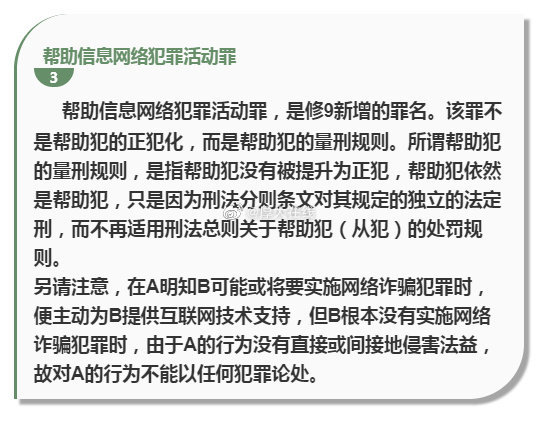 帮助信息网络犯罪活动罪
3
帮助信息网络犯罪活动罪，是修9新增的罪名。该罪不
是帮助犯的正犯化，而是帮助犯的量刑规则。所谓帮助犯
的量刑规则，是指帮助犯没有被提升为正犯，帮助犯依然
是帮助犯，只是因为刑法分则条文对其规定的独立的法定
刑，而不再适用刑法总则关于帮助犯（从犯）的处罚规
则。
另请注意，在A明知B可能或将要实施网络诈骗犯罪时，
便主动为B提供互联网技术支持，但B根本没有实施网络
诈骗犯罪时，由于A的行为没有直接或间接地侵害法益，
故对A的行为不能以任何犯罪论处。